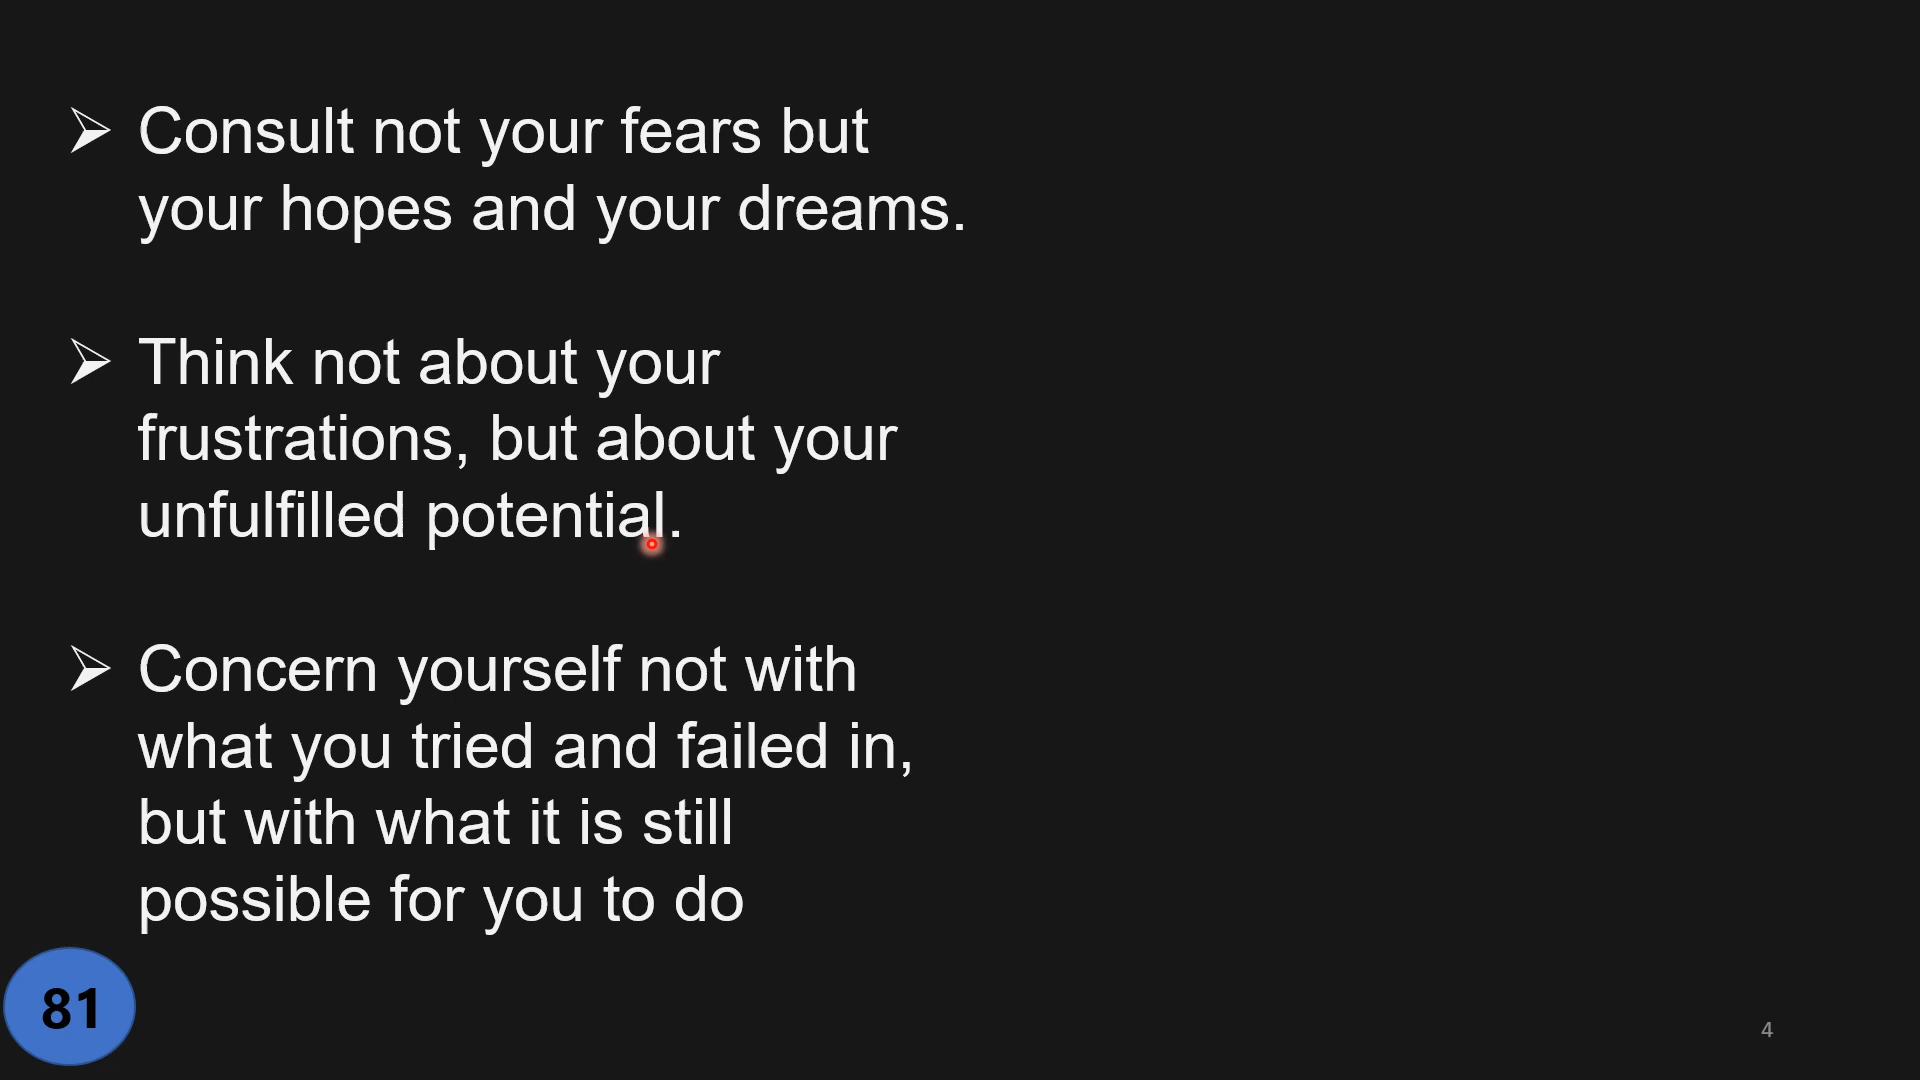 Consult not your fears but
your hopes and your dreams.
Think not about your
frustrations, but about your
unfulfilled potential.
Concern yourself not with
what you tried and failed in,
but with what it is still
possible for you to do
81
4